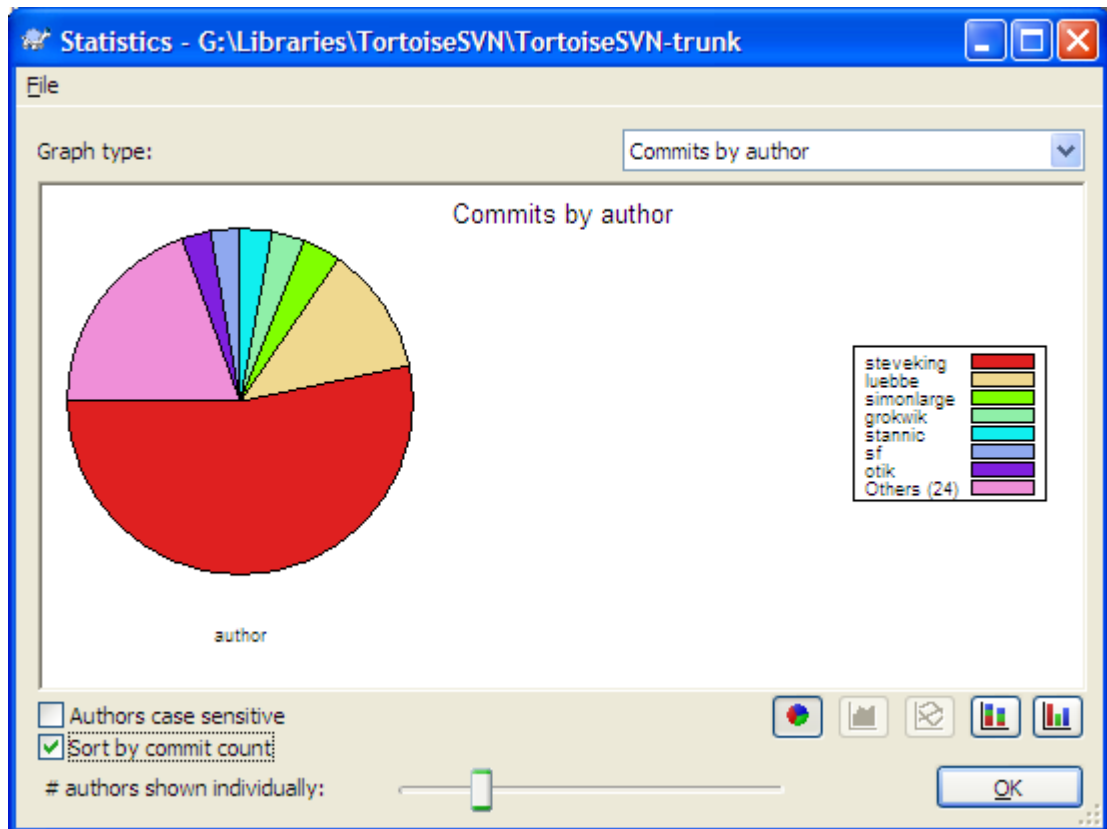 Statistics - G:\Libraries\TortoiseSVN\TortoiseSVN-trunk
File
Graph type:
Commits by author
Commits by author
steveking
luebbe
simonlarge
grokwik
stannic
sf
otik
Others (24)
author
Authors case sensitive
Sort by commit count
# authors shown individually:
OK